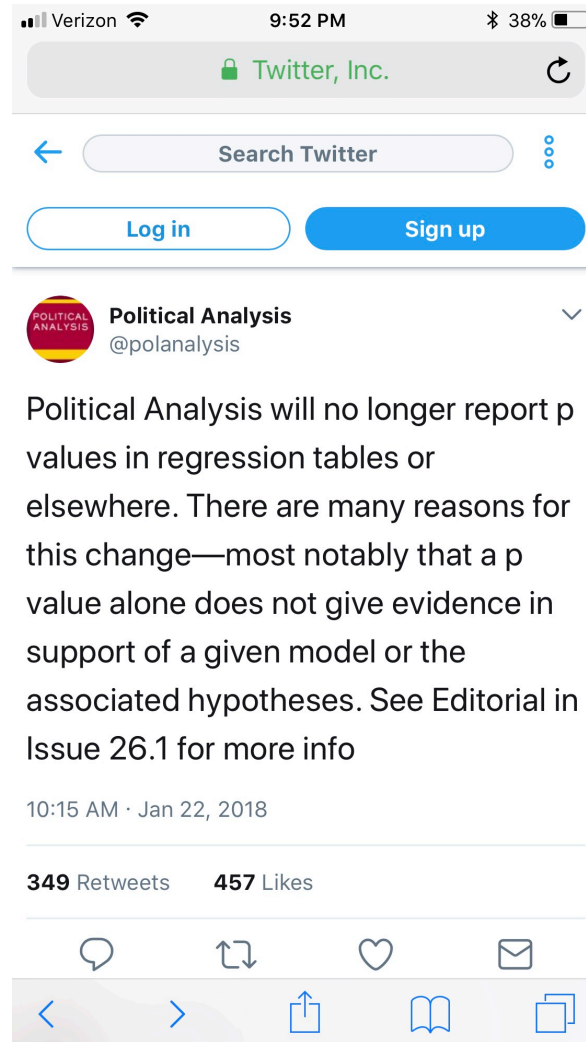 Verizon
9:52 PM
38%
Twitter, Inc.
Search Twitter
Log in
Sign up
POLITICAL
ANALYSIS
Political Analysis
@polanalysis
Political Analysis will no longer report p
values in regression tables or
elsewhere. There are many reasons for
this change—most notably that a p
value alone does not give evidence in
support of a given model or the
associated hypotheses. See Editorial in
Issue 26.1 for more info
10:15 AM · Jan 22, 2018
349 Retweets 457 Likes